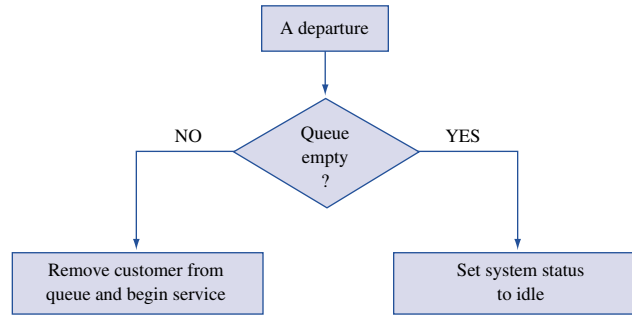 A departure
NO
Queue
empty
?
YES
Remove customer from
queue and begin service
Set system status
to idle